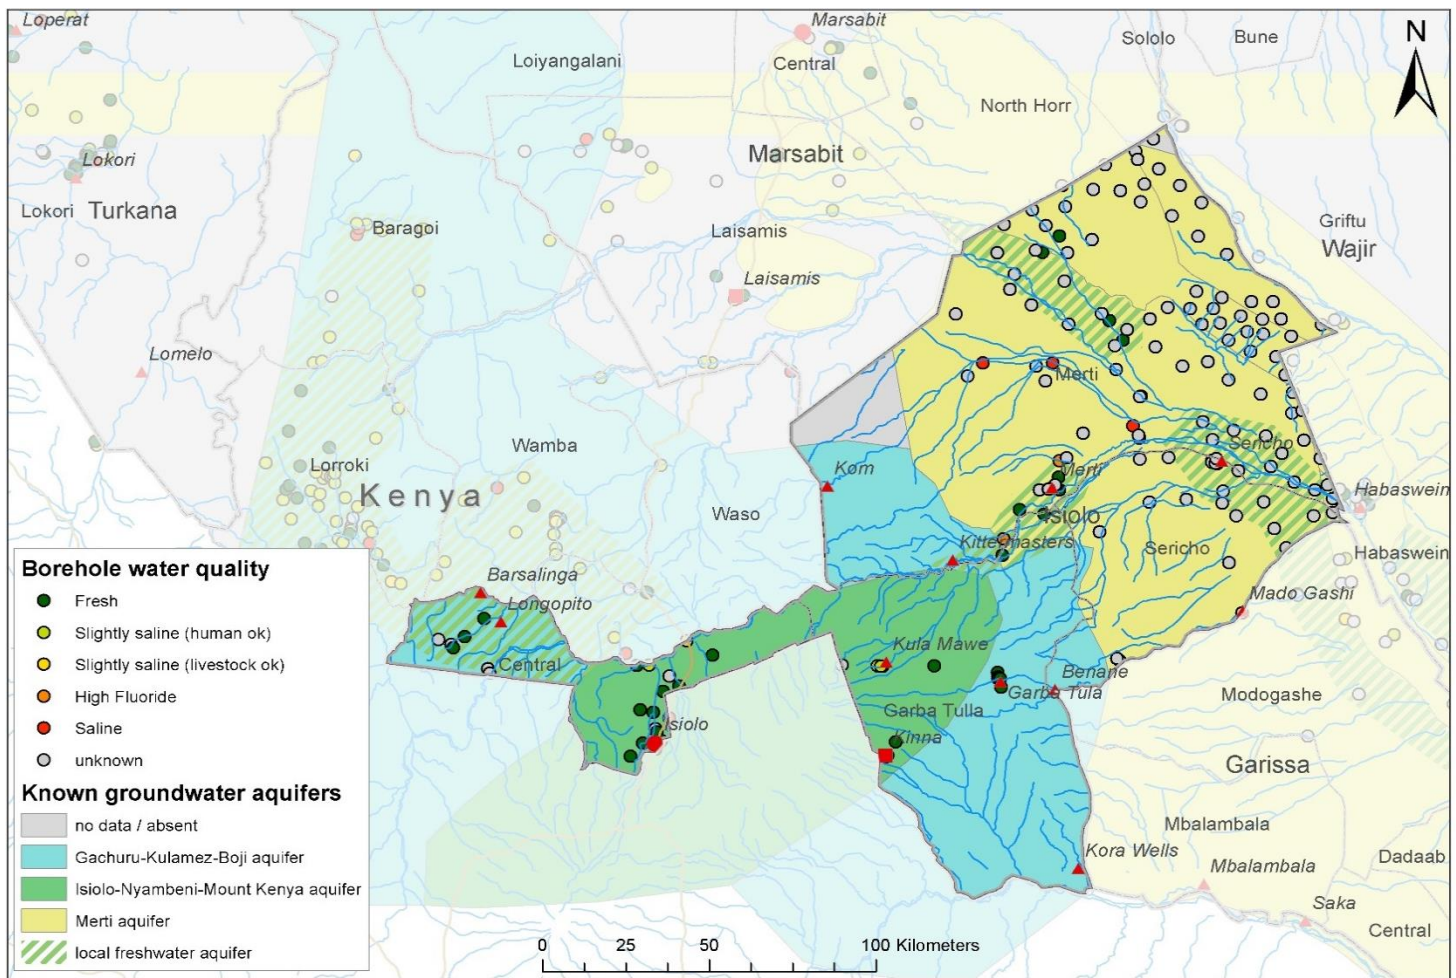 Loperat
Marsabit
N
Sololo
Bune
Loiyangalani
Central
North Horr
Marsabit
Lokori
Lokori
Turkana
Griftu
Baragoi
Laisamis
Wajir
Laisamis
Lomelo
Merti
Wamba
Sericho
Lorroki
Kom
Merti
Kenya
Habaswein
Waso
Isiolo
Kittermasters
Sericho
Habaswein
Barsalinga
Longopito
Mado Gashi
Central
Kula Mawe
Benane
Garba Tula
Modogashe
Garba Tulla
Isiolo
Kinna
Garissa
Mbalambala
Kora Wells
Mbalambala
Dadaab
Saka
Central
Borehole water quality
Fresh
Slightly saline (human ok)
Slightly saline (livestock ok)
High Fluoride
Saline
unknown
Known groundwater aquifers
no data / absent
Gachuru-Kulamez-Boji aquifer
Isiolo-Nyambeni-Mount Kenya aquifer
Merti aquifer
local freshwater aquifer
0 25 50 100 Kilometers